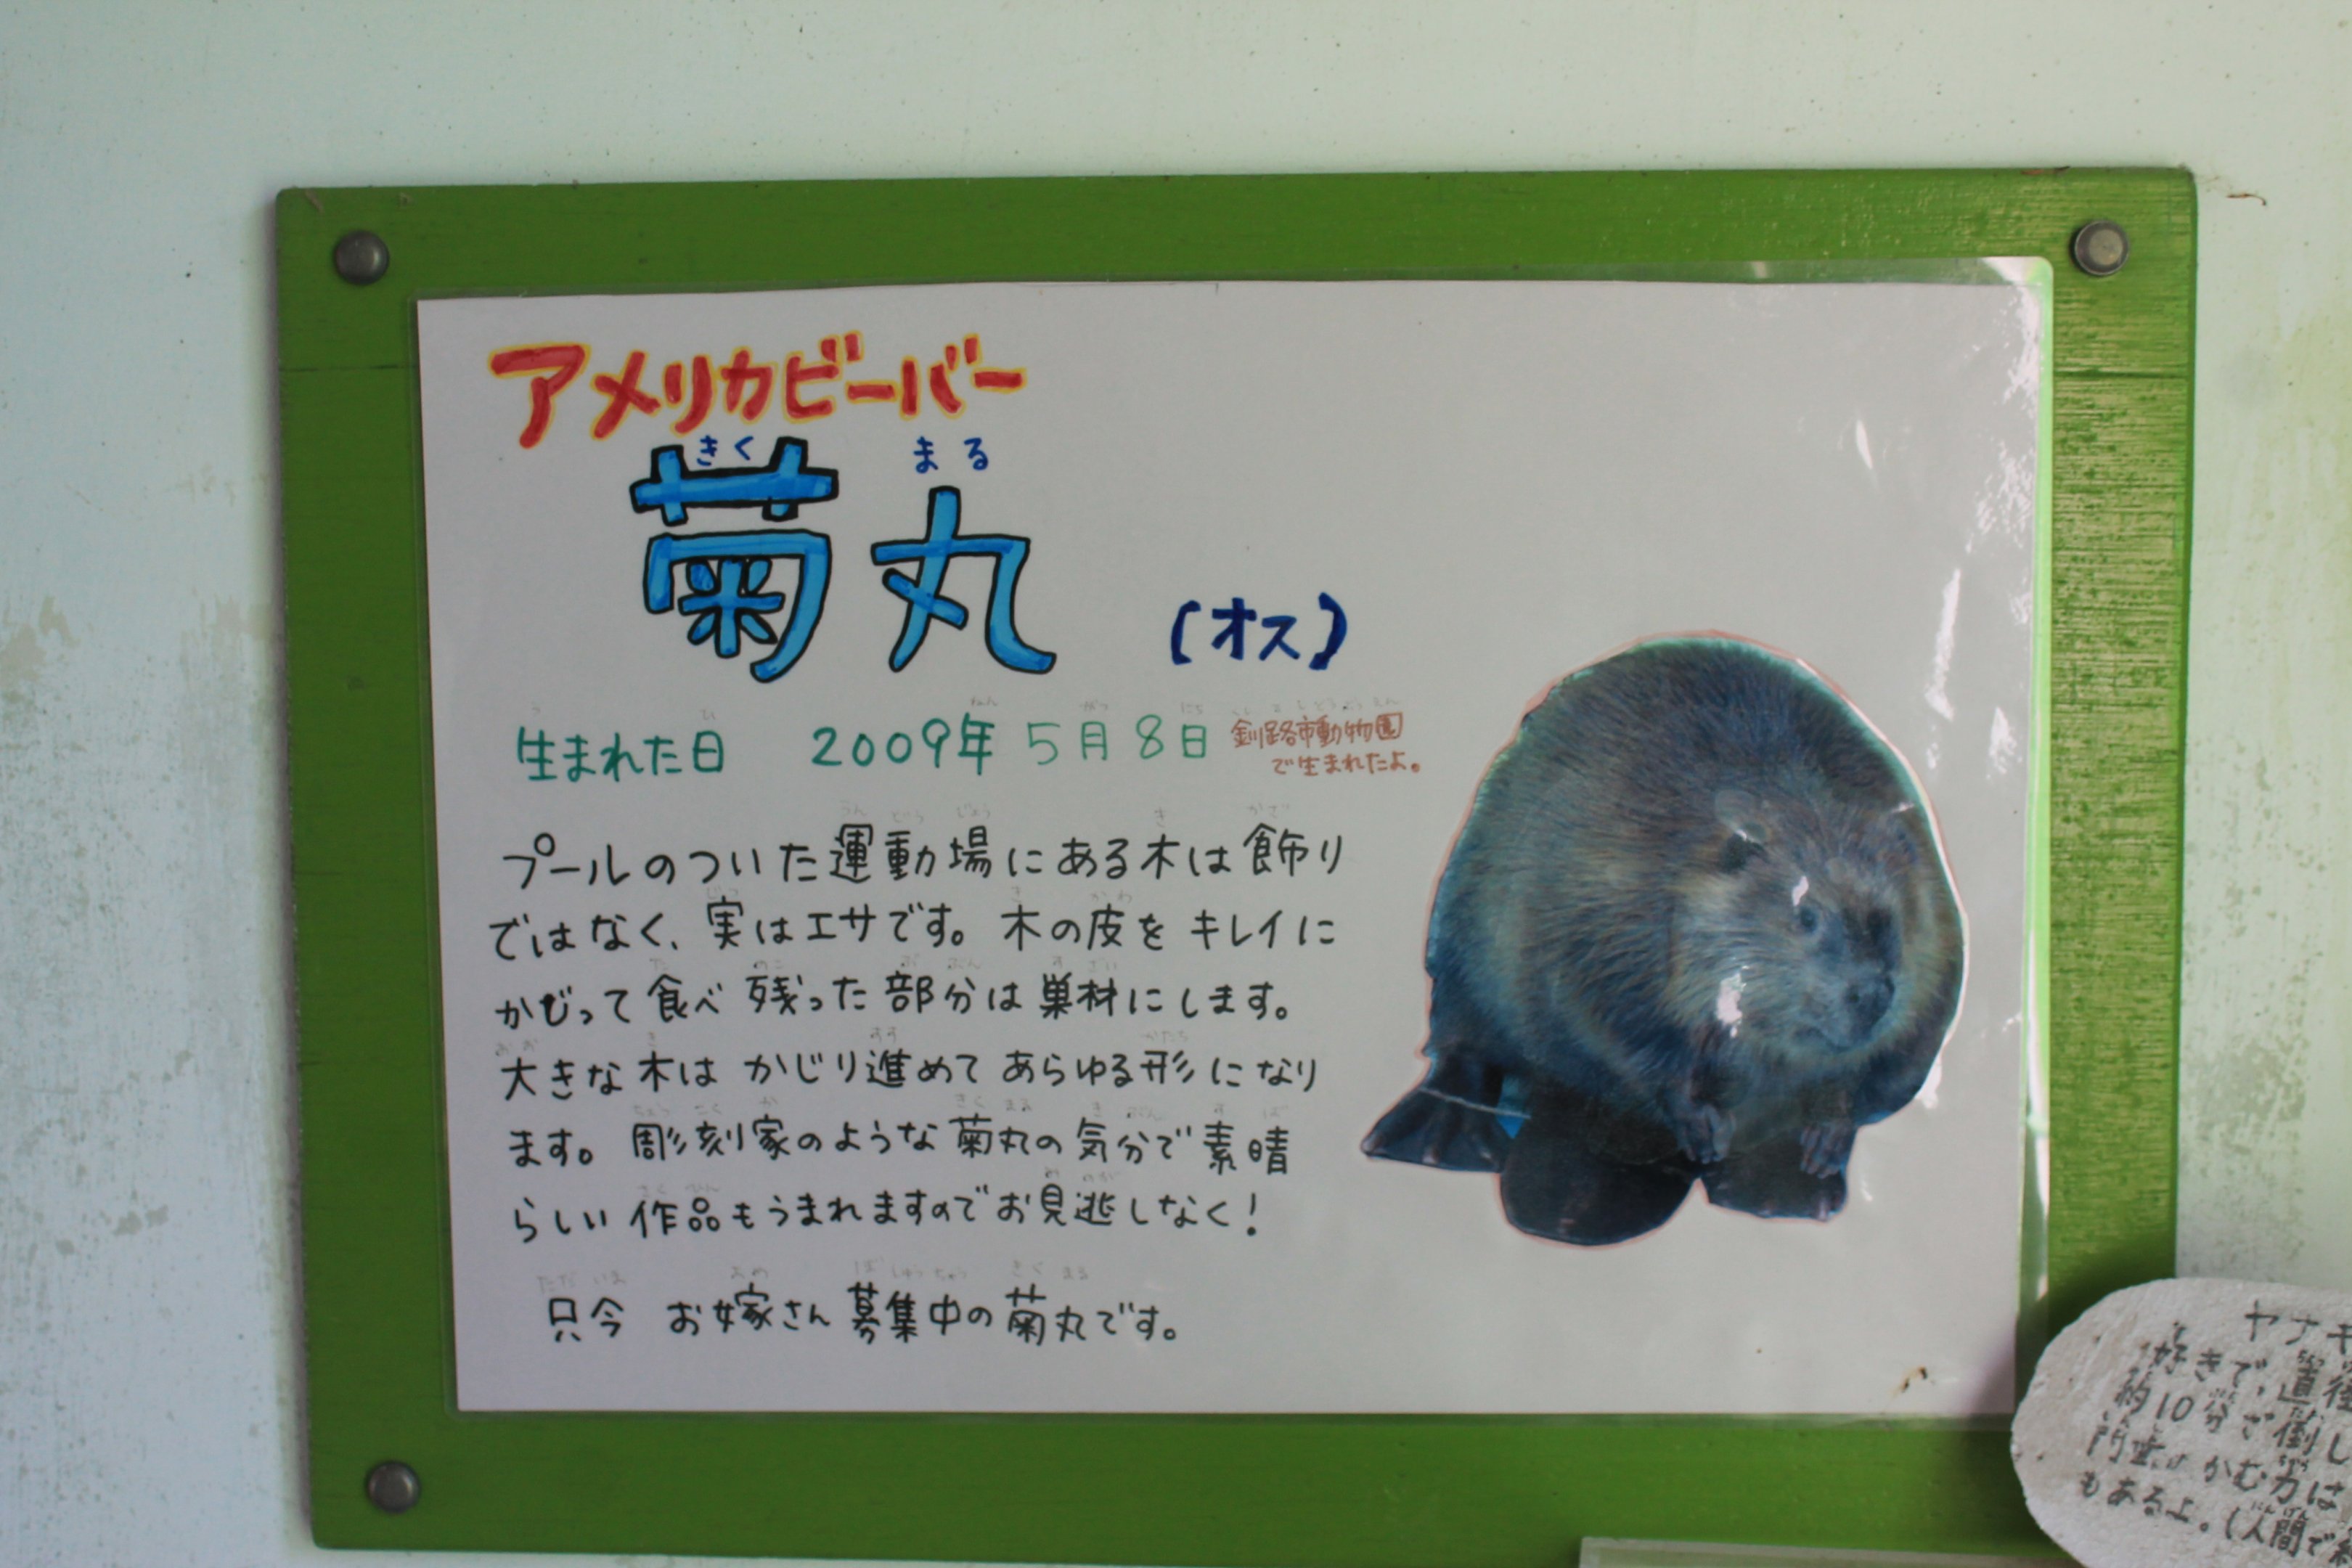 アメリカビーバー
きく まる
菊丸 (オス)
生まれた日 2009年 5月 8日 釧路市動物園
で生まれたよ。
プールのついた運動場にある木は飾り
ではなく、実はエサです。木の皮をキレイに
かじって食べ残った部分は巣材にします。
大きな木はかじり進めてあらゆる形になり
ます。彫刻家のような菊丸の気分で素晴
らしい作品もうまれますのでお見逃しなく!
只今 お嫁さん募集中の菊丸です。
ヤナギ
好きで、直径
約10分で倒し
門歯のかむ力は
もあるよ。(人間で